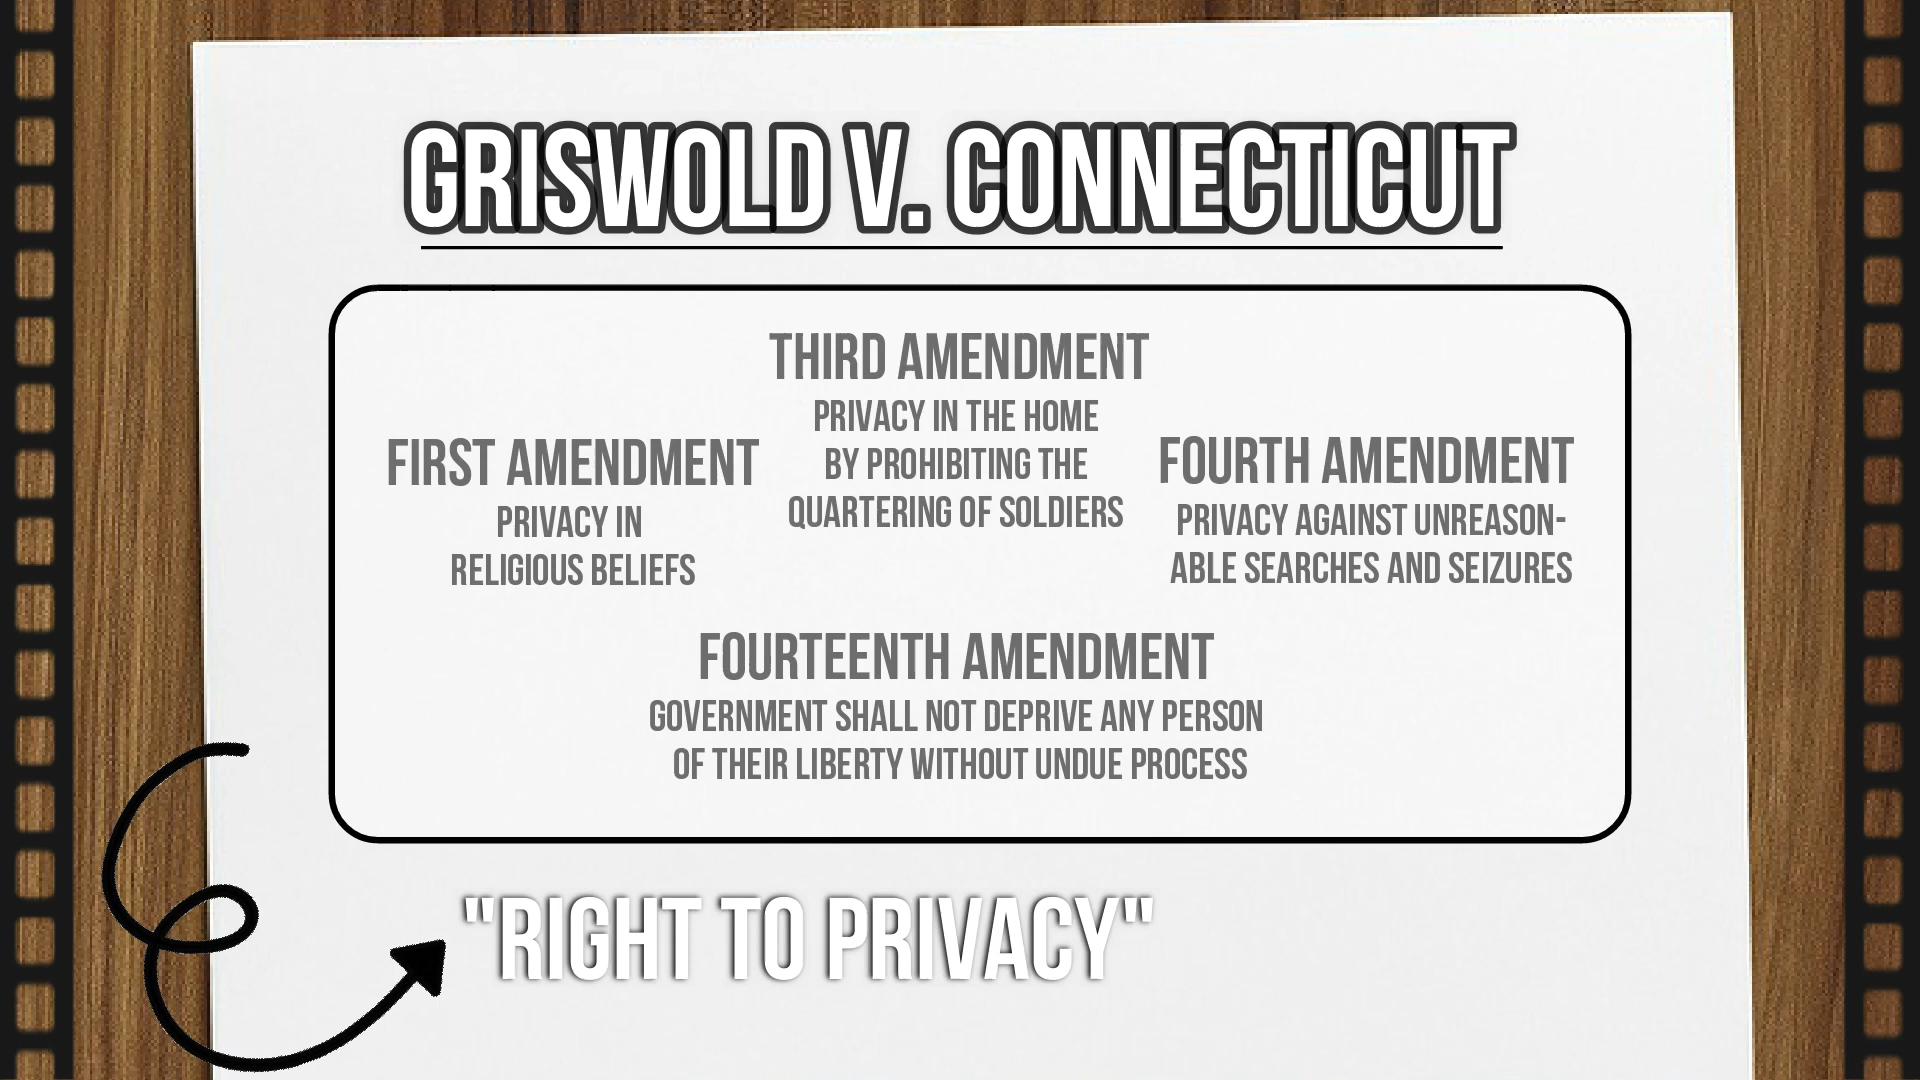 GRISWOLD V. CONNECTICUT
THIRD AMENDMENT
PRIVACY IN THE HOME
BY PROHIBITING THE
QUARTERING OF SOLDIERS
FIRST AMENDMENT
PRIVACY IN
RELIGIOUS BELIEFS
FOURTH AMENDMENT
PRIVACY AGAINST UNREASON-
ABLE SEARCHES AND SEIZURES
FOURTEENTH AMENDMENT
GOVERNMENT SHALL NOT DEPRIVE ANY PERSON
OF THEIR LIBERTY WITHOUT UNDUE PROCESS
"RIGHT TO PRIVACY"